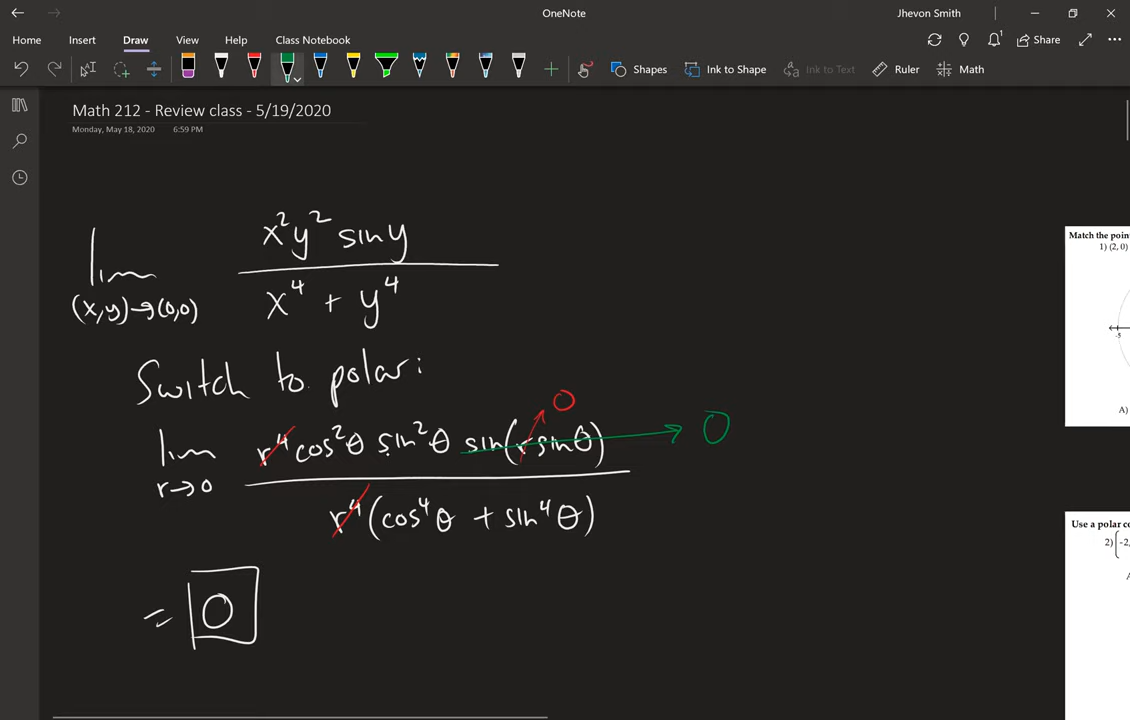 OneNote
Jhevon Smith
Home Insert Draw View Help Class Notebook
Share
Shapes Ink to Shape Ink to Text Ruler Math
Math 212 - Review class - 5/19/2020
Monday, May 18, 2020 6:59 PM
lim (x,y)→(0,0) x²y² sin y / x⁴ + y⁴
Switch to polar:
lim r→0 r⁴cos²θ sin²θ sin(r sinθ) / r⁴(cos⁴θ + sin⁴θ)
0
0
= 0
Match the poin
1) (2, 0)
-5
A)
Use a polar co
2) (-2,
A